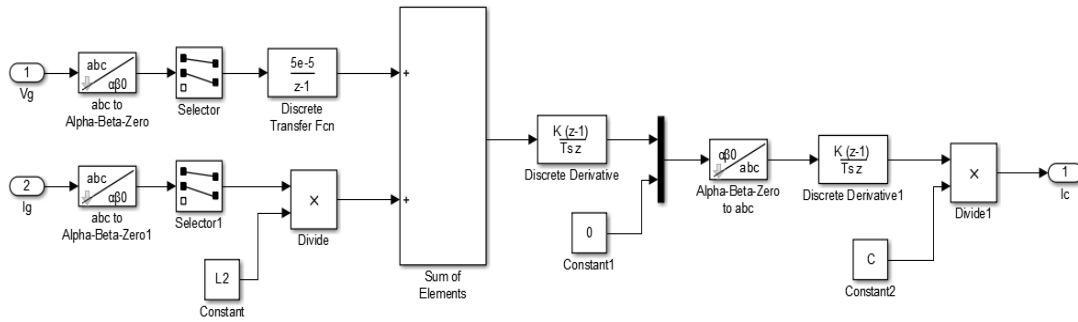 1
Vg
abc
αβ0
abc to
Alpha-Beta-Zero
Selector
5e-5
z-1
Discrete
Transfer Fcn
+
2
Ig
abc
αβ0
abc to
Alpha-Beta-Zero1
Selector1
×
Divide
L2
Constant
+
Sum of
Elements
K (z-1)
Ts z
Discrete Derivative
0
Constant1
αβ0
abc
Alpha-Beta-Zero
to abc
K (z-1)
Ts z
Discrete Derivative1
C
Constant2
×
Divide1
1
Ic